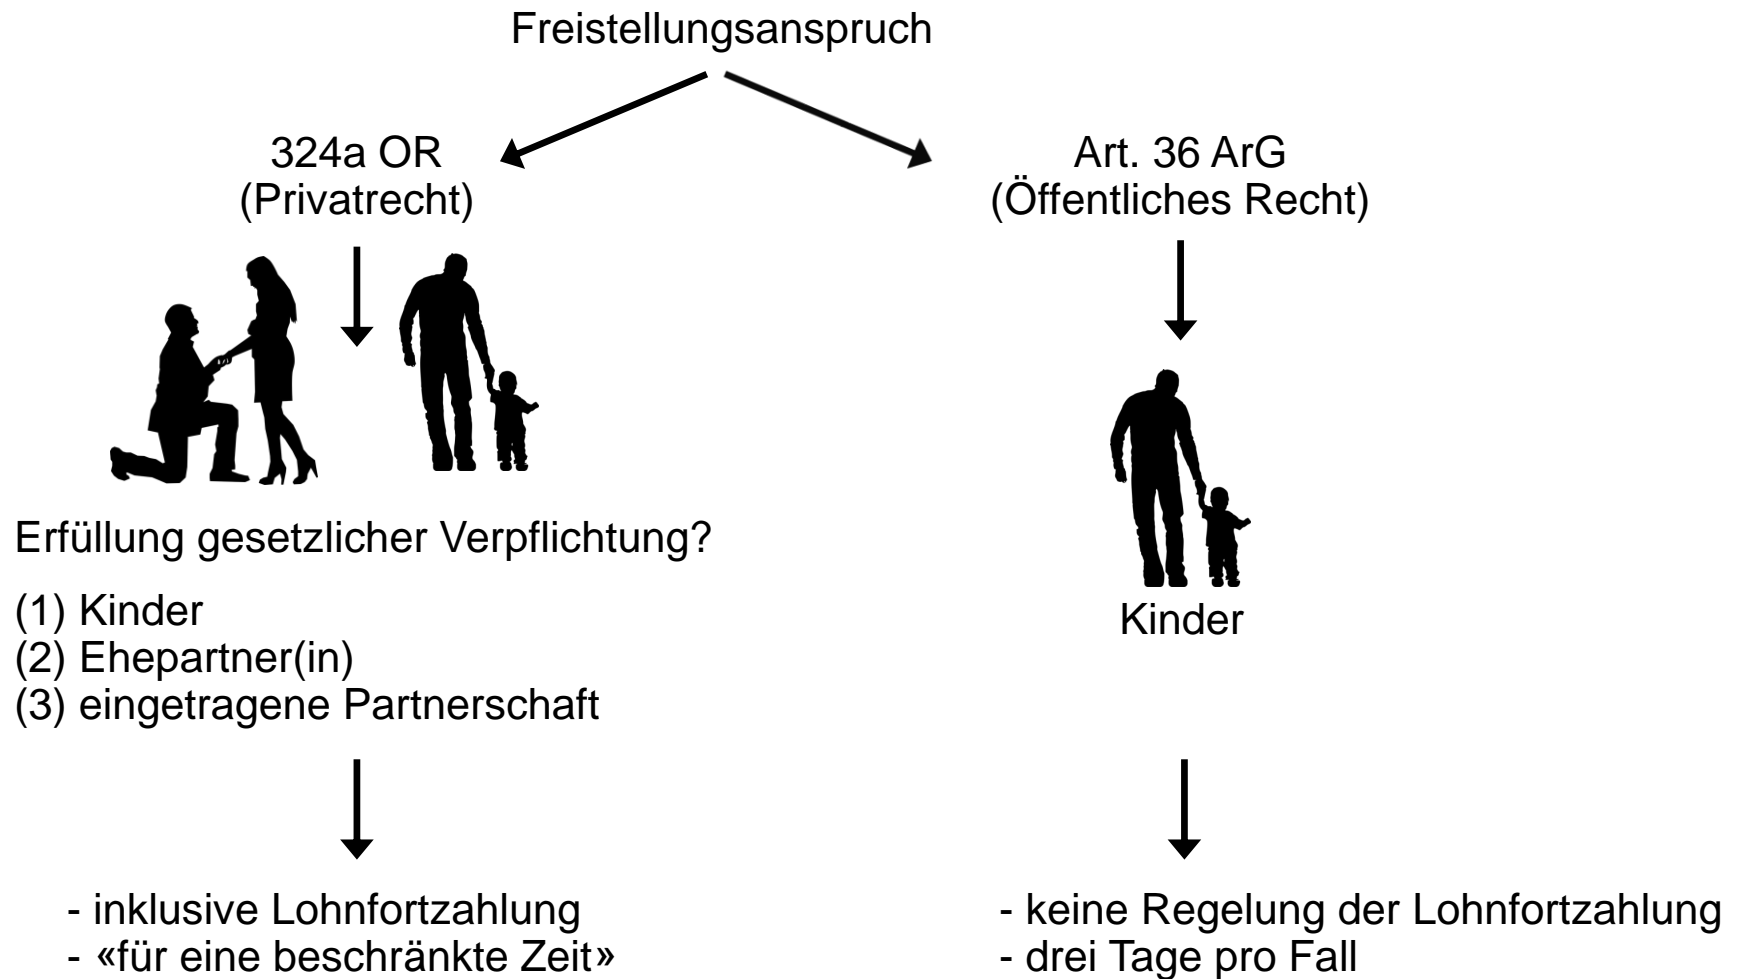 Freistellungsanspruch
324a OR
(Privatrecht)
Art. 36 ArG
(Öffentliches Recht)
Erfüllung gesetzlicher Verpflichtung?
(1) Kinder
(2) Ehepartner(in)
(3) eingetragene Partnerschaft
Kinder
- inklusive Lohnfortzahlung
- «für eine beschränkte Zeit»
- keine Regelung der Lohnfortzahlung
- drei Tage pro Fall